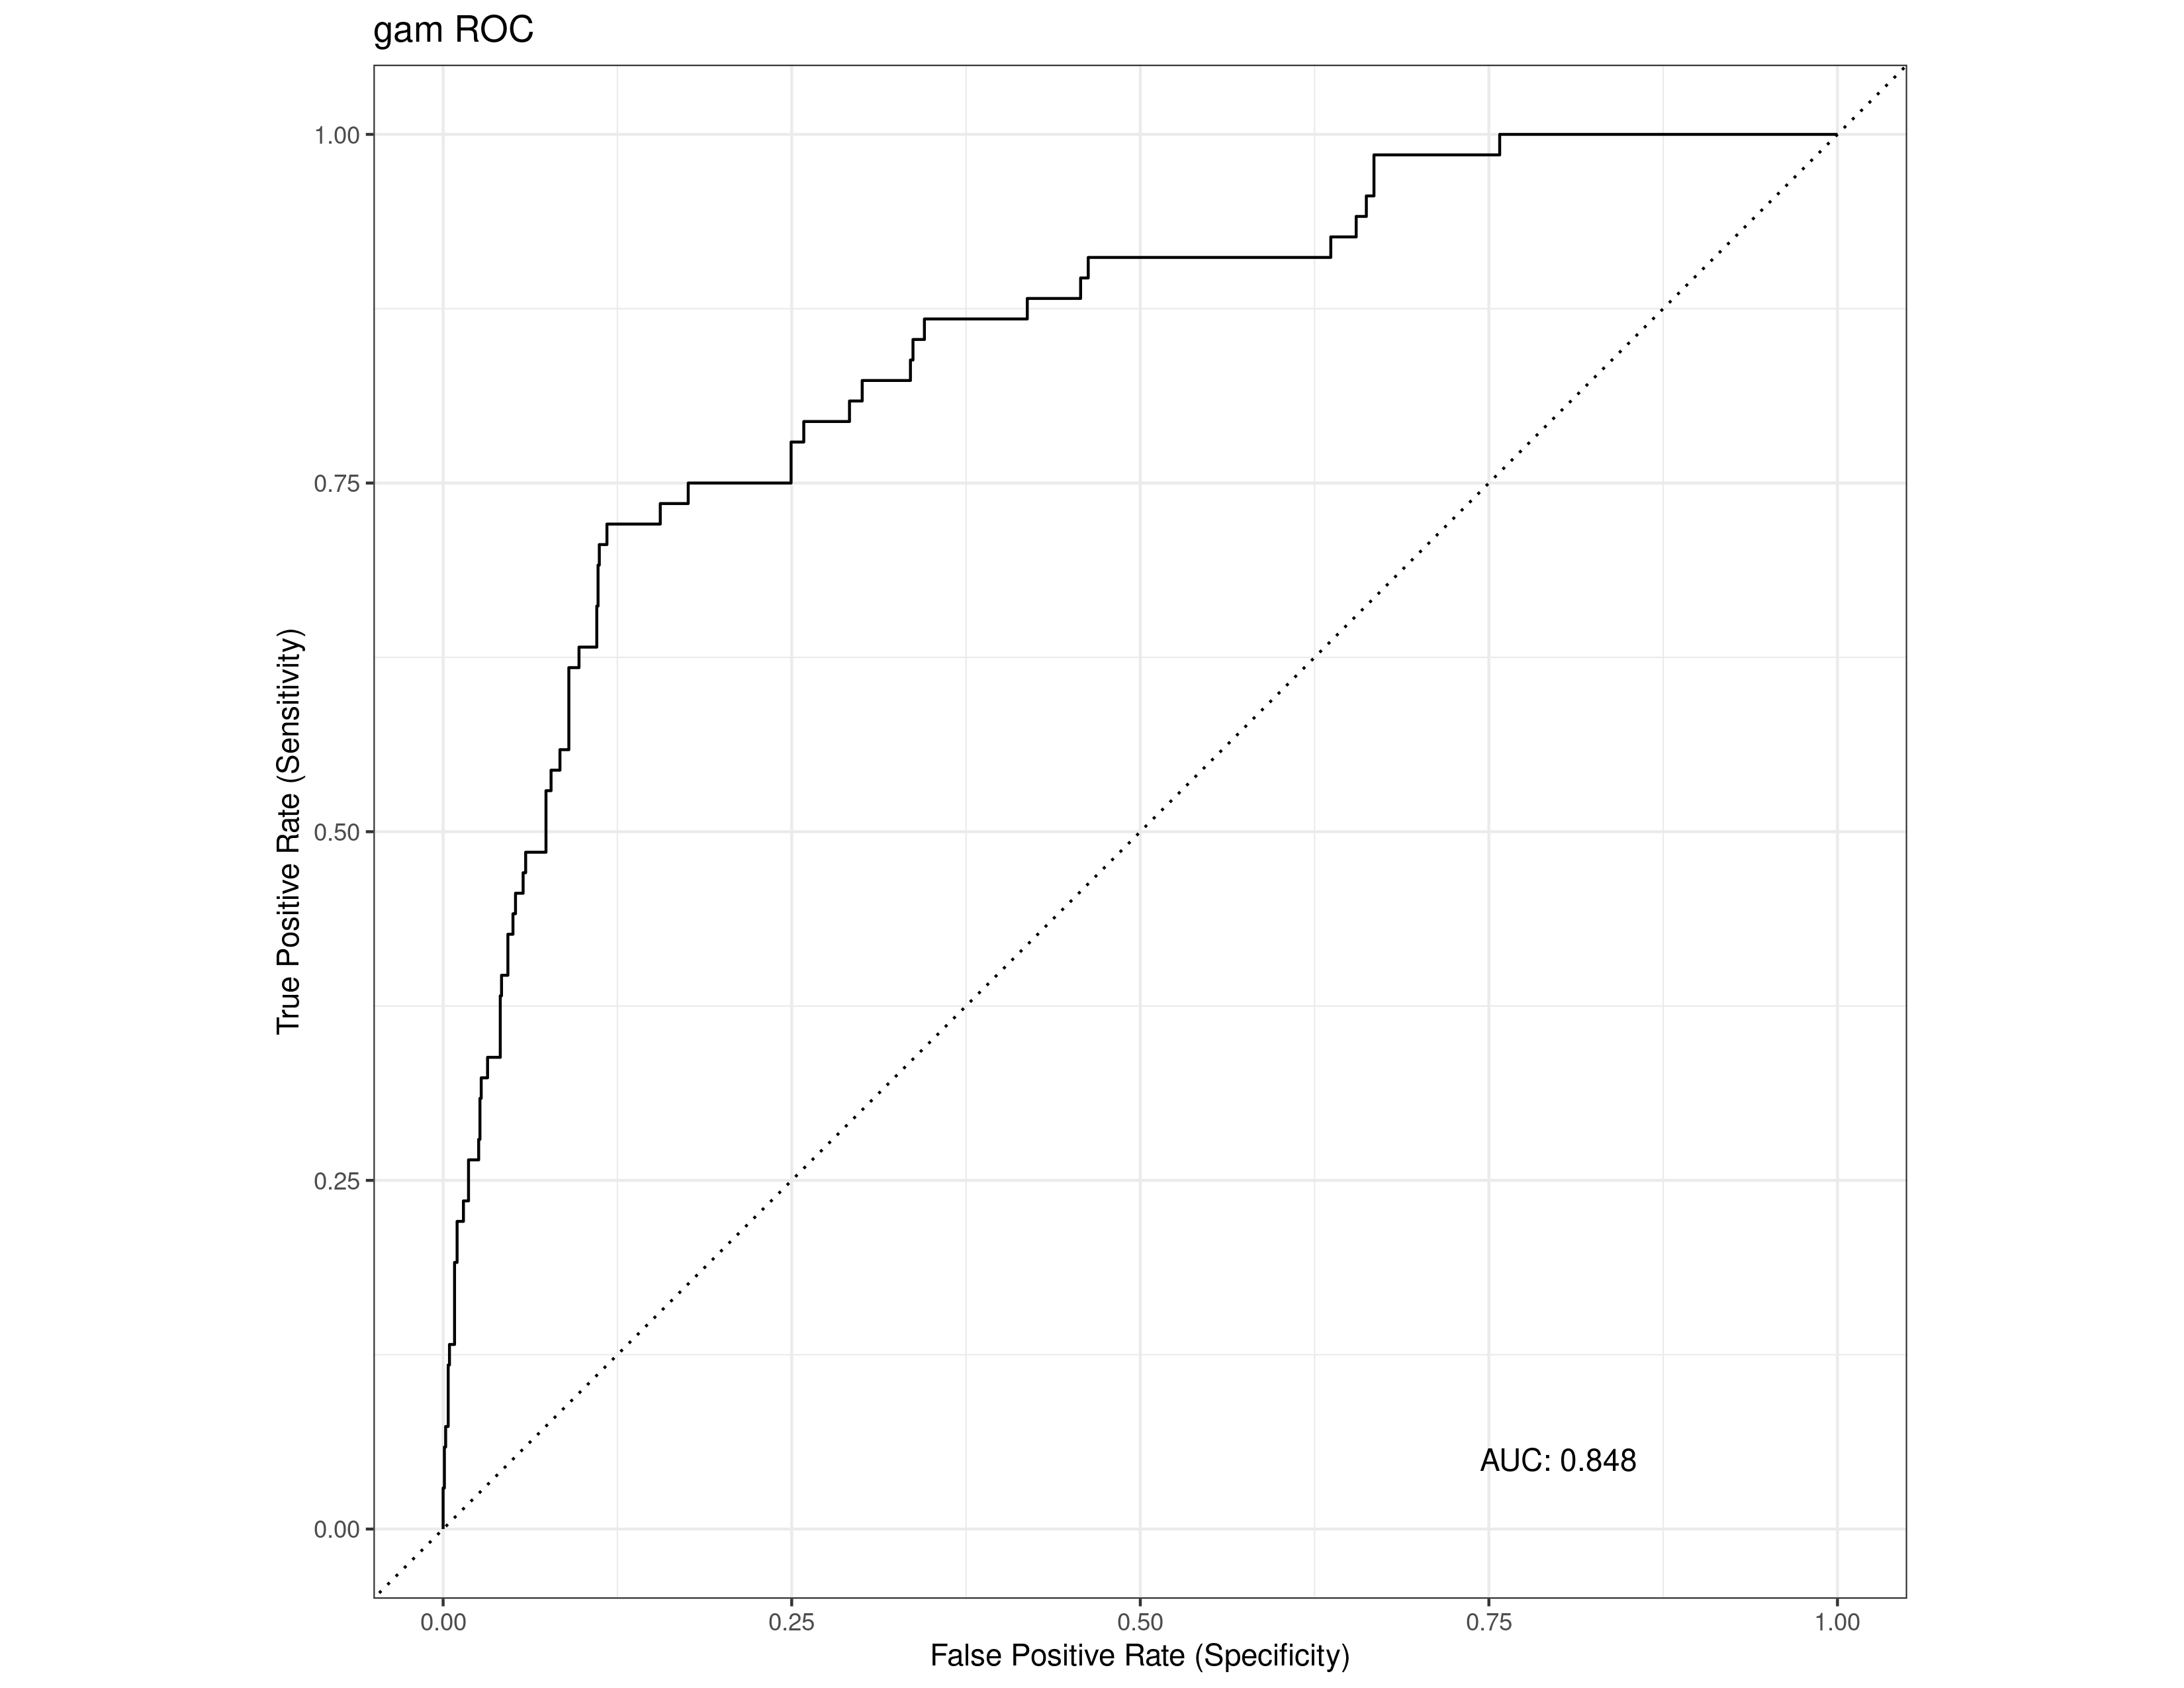 gam ROC
1.00
0.75
0.50
0.25
0.00
True Positive Rate (Sensitivity)
AUC: 0.848
0.00 0.25 0.50 0.75 1.00
False Positive Rate (Specificity)